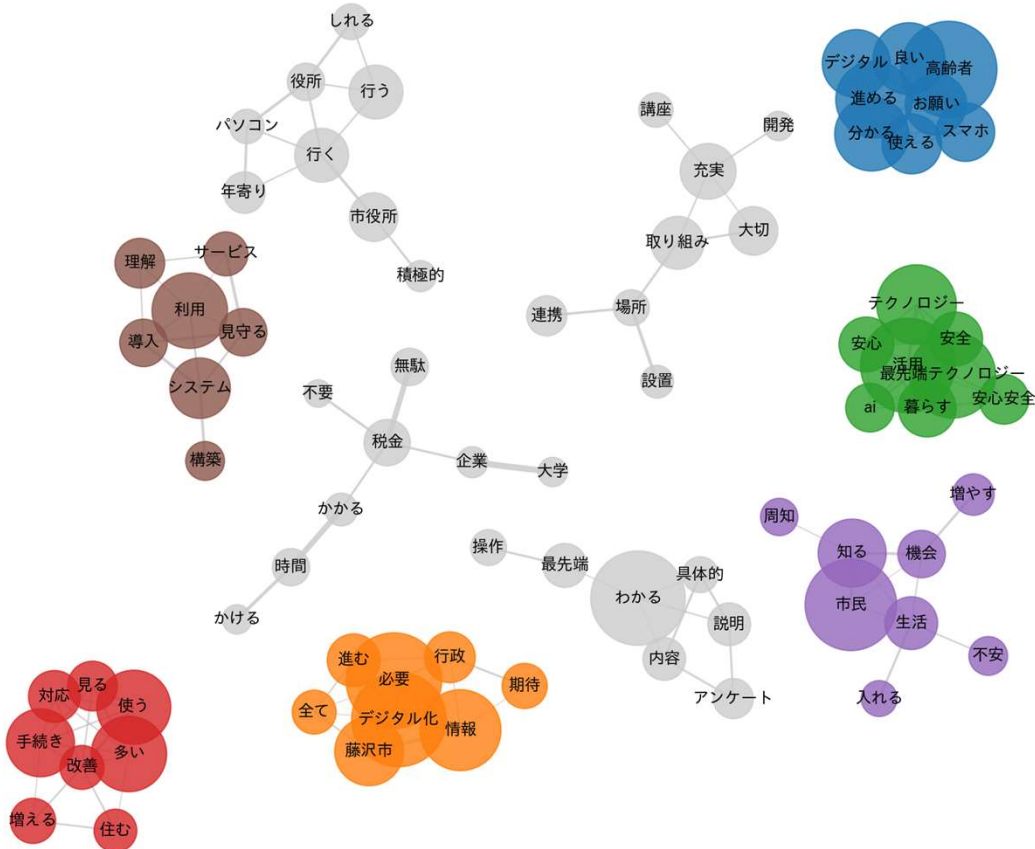 しれる
役所
行う
パソコン
行く
年寄り
市役所
積極的
講座
開発
充実
取り組み
大切
連携
場所
設置
デジタル
良い
高齢者
進める
お願い
分かる
使える
スマホ
理解
サービス
利用
導入
見守る
システム
構築
テクノロジー
安心
安全
活用
最先端テクノロジー
ai
暮らす
安心安全
無駄
不要
税金
企業
大学
かかる
時間
かける
操作
最先端
わかる
具体的
説明
内容
アンケート
増やす
周知
知る
機会
市民
生活
不安
入れる
対応
見る
使う
手続き
多い
改善
増える
住む
進む
行政
必要
期待
全て
デジタル化
情報
藤沢市